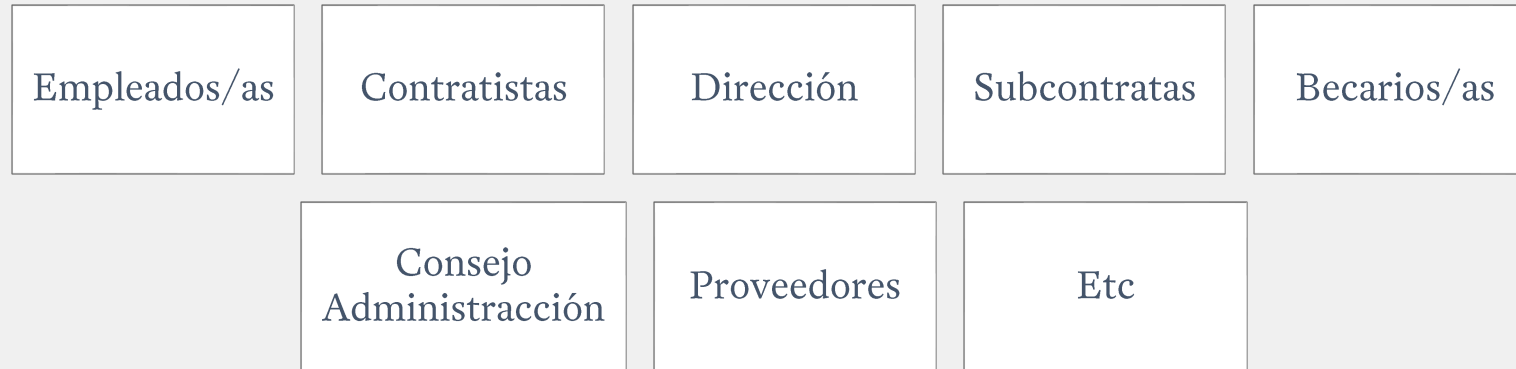 Empleados/as
Contratistas
Dirección
Subcontratas
Becarios/as
Consejo
Administracción
Proveedores
Etc